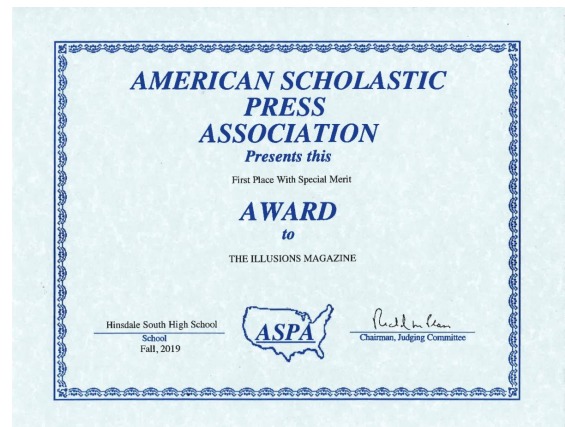 AMERICAN SCHOLASTIC
PRESS
ASSOCIATION
Presents this
First Place With Special Merit
AWARD
to
THE ILLUSIONS MAGAZINE
Hinsdale South High School
School
Fall, 2019
ASPA
Chairman, Judging Committee